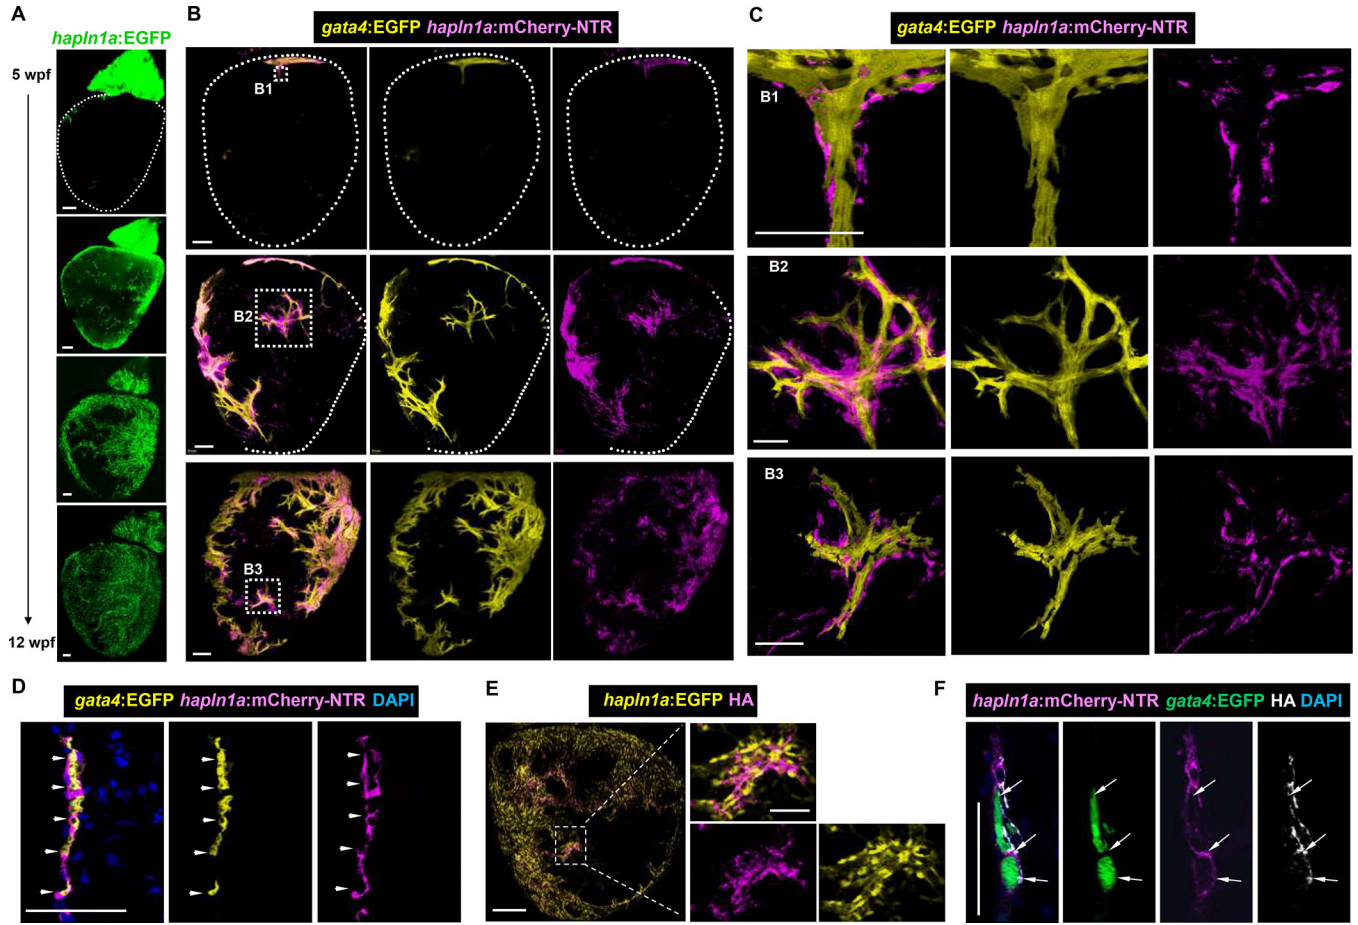 A
hapln1a:EGFP
5 wpf
12 wpf
B
gata4:EGFP hapln1a:mCherry-NTR
B1
B2
B3
C
gata4:EGFP hapln1a:mCherry-NTR
B1
B2
B3
D
gata4:EGFP hapln1a:mCherry-NTR DAPI
E
hapln1a:EGFP HA
F
hapln1a:mCherry-NTR gata4:EGFP HA DAPI